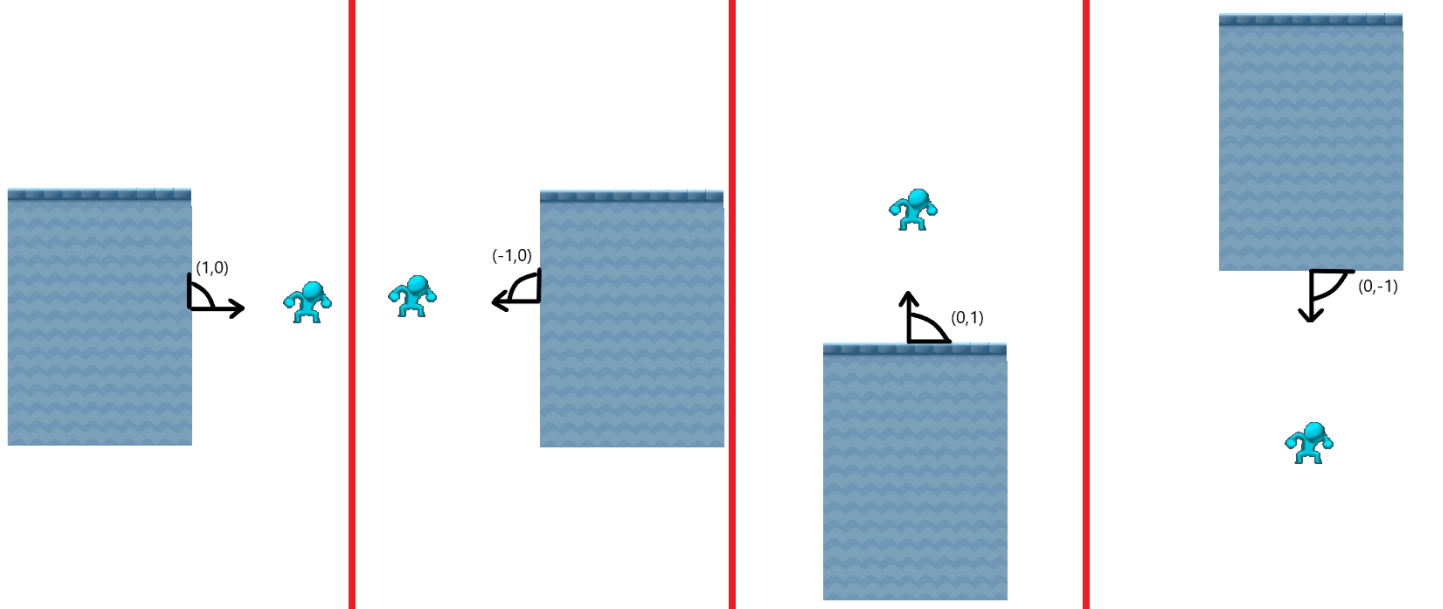 (1,0)
(-1,0)
(0,1)
(0,-1)